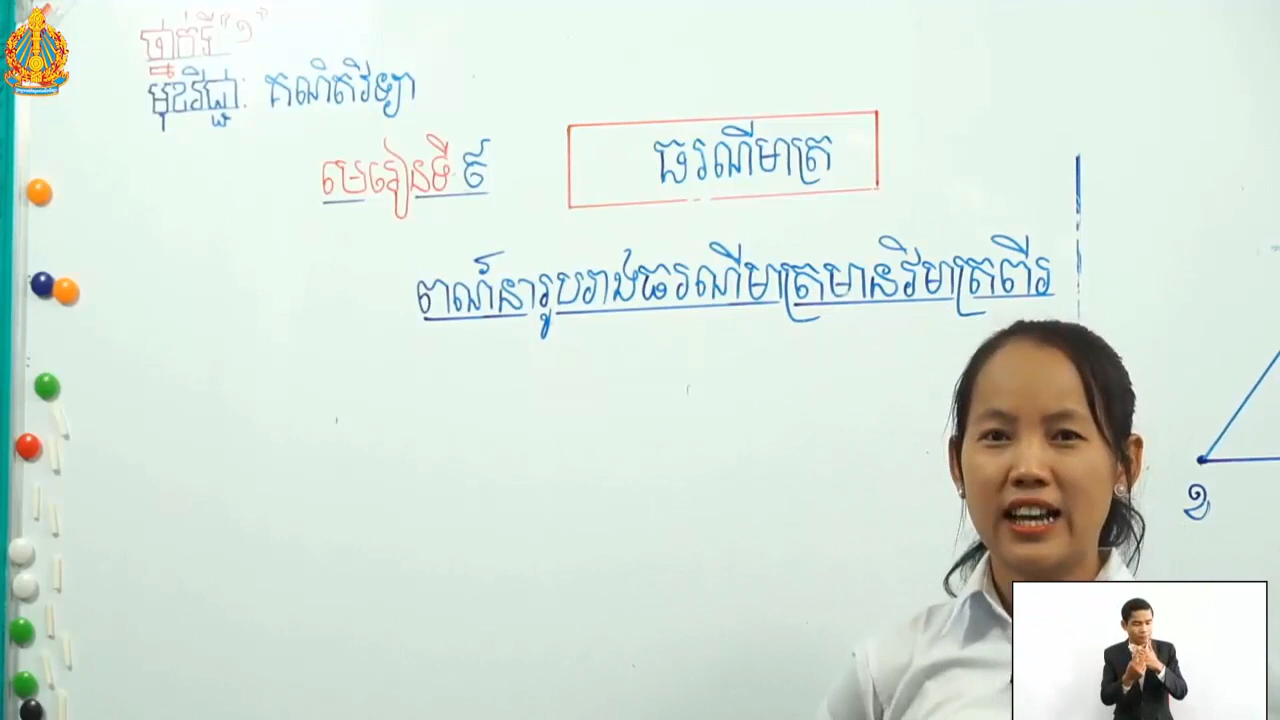 ថ្នាក់ទី "១"
មុខវិជ្ជា: គណិតវិទ្យា
មេរៀនទី ៩
ធរណីមាត្រ
ពណ៌នារូបរាងធរណីមាត្រមានវិមាត្រពីរ
ខ